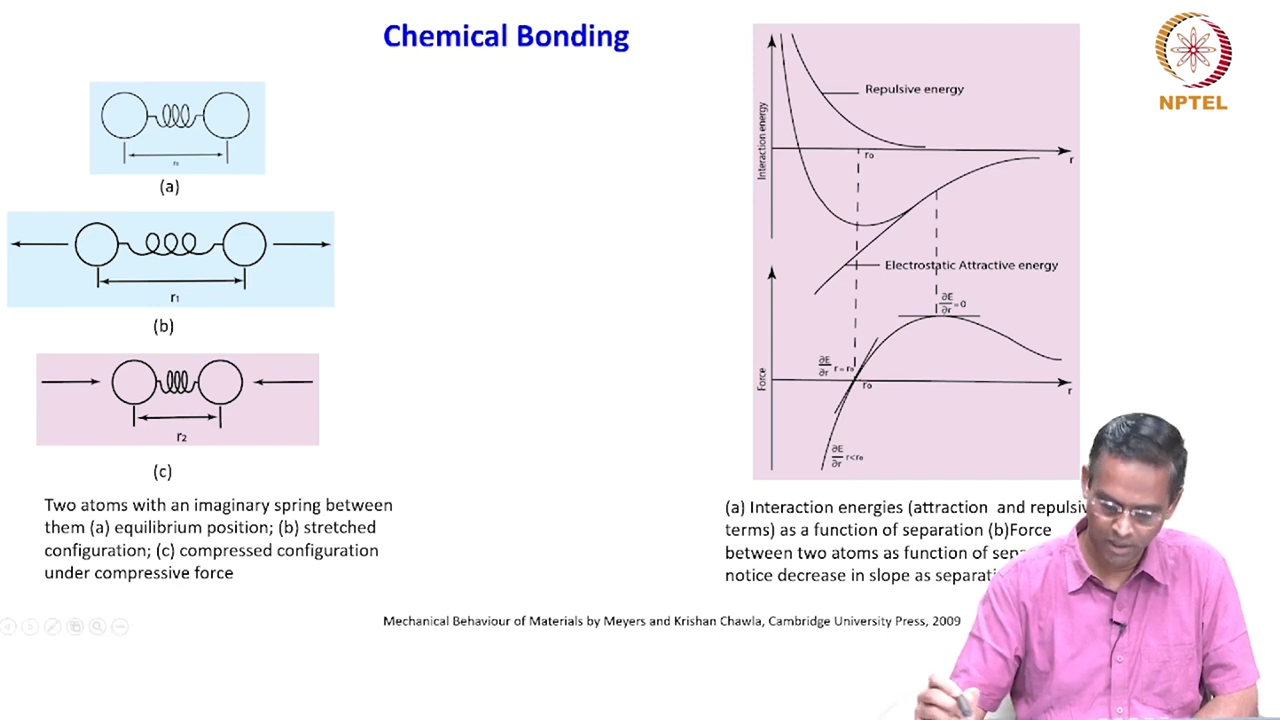 Chemical Bonding
NPTEL
r₀
(a)
r₁
(b)
r₂
(c)
Two atoms with an imaginary spring between
them (a) equilibrium position; (b) stretched
configuration; (c) compressed configuration
under compressive force
Interaction energy
Repulsive energy
r₀
r
Electrostatic Attractive energy
Force
∂E/∂r = 0
∂E/∂r r = r₀
r₀
r
∂E/∂r r<r₀
(a) Interaction energies (attraction and
terms) as a function of separation (b)Force
between two atoms as function of
notice decrease in slope as
Mechanical Behaviour of Materials by Meyers and Krishan Chawla, Cambridge University Press, 2009